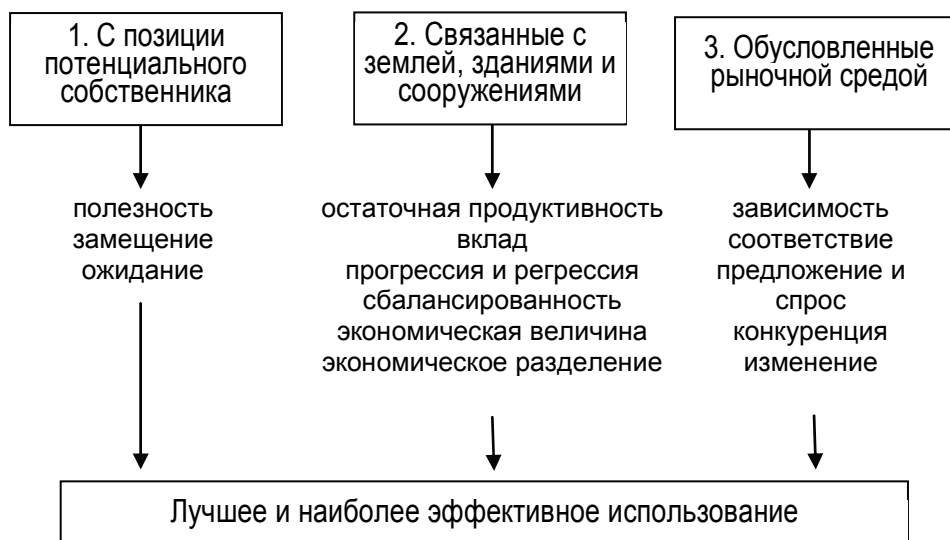 1. С позиции
потенциального
собственника
2. Связанные с
землей, зданиями и
сооружениями
3. Обусловленные
рыночной средой
полезность
замещение
ожидание
остаточная продуктивность
вклад
прогрессия и регрессия
сбалансированность
экономическая величина
экономическое разделение
зависимость
соответствие
предложение и
спрос
конкуренция
изменение
Лучшее и наиболее эффективное использование